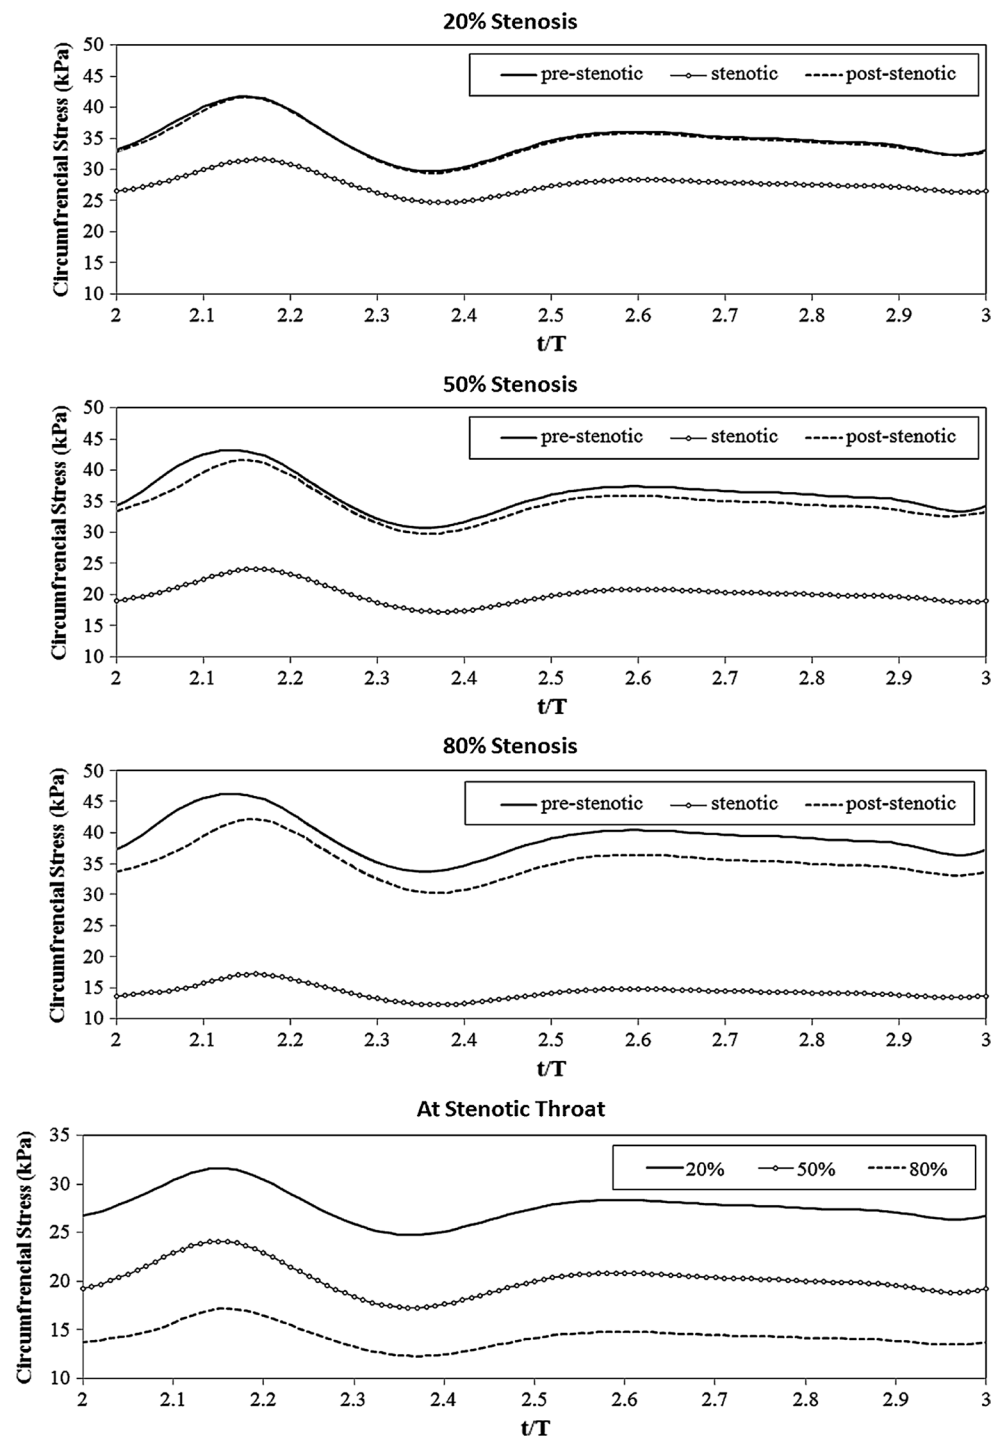 20% Stenosis
Circumfrencial Stress (kPa)
50
45
40
35
30
25
20
15
10
pre-stenotic stenotic post-stenotic
2 2.1 2.2 2.3 2.4 2.5 2.6 2.7 2.8 2.9 3
t/T
50% Stenosis
Circumfrencial Stress (kPa)
50
45
40
35
30
25
20
15
10
pre-stenotic stenotic post-stenotic
2 2.1 2.2 2.3 2.4 2.5 2.6 2.7 2.8 2.9 3
t/T
80% Stenosis
Circumfrencial Stress (kPa)
50
45
40
35
30
25
20
15
10
pre-stenotic stenotic post-stenotic
2 2.1 2.2 2.3 2.4 2.5 2.6 2.7 2.8 2.9 3
t/T
At Stenotic Throat
Circumfrencial Stress (kPa)
35
30
25
20
15
10
20% 50% 80%
2 2.1 2.2 2.3 2.4 2.5 2.6 2.7 2.8 2.9 3
t/T